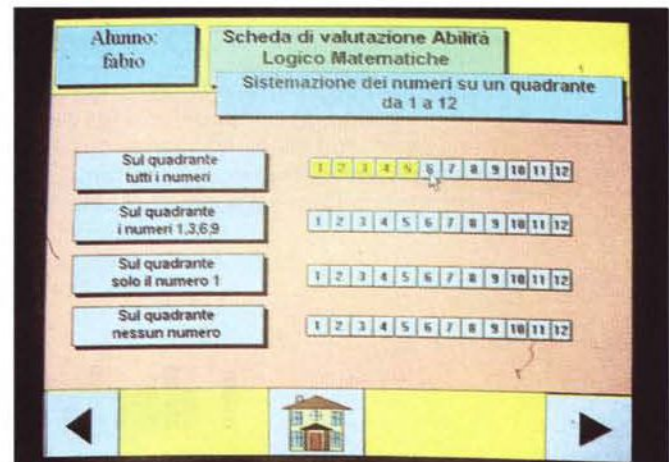 Alunno:
fabio
Scheda di valutazione Abilità
Logico Matematiche
Sistemazione dei numeri su un quadrante
da 1 a 12
Sul quadrante
tutti i numeri
1 2 3 4 5 6 7 8 9 10 11 12
Sul quadrante
i numeri 1,3,6,9
1 2 3 4 5 6 7 8 9 10 11 12
Sul quadrante
solo il numero 1
1 2 3 4 5 6 7 8 9 10 11 12
Sul quadrante
nessun numero
1 2 3 4 5 6 7 8 9 10 11 12